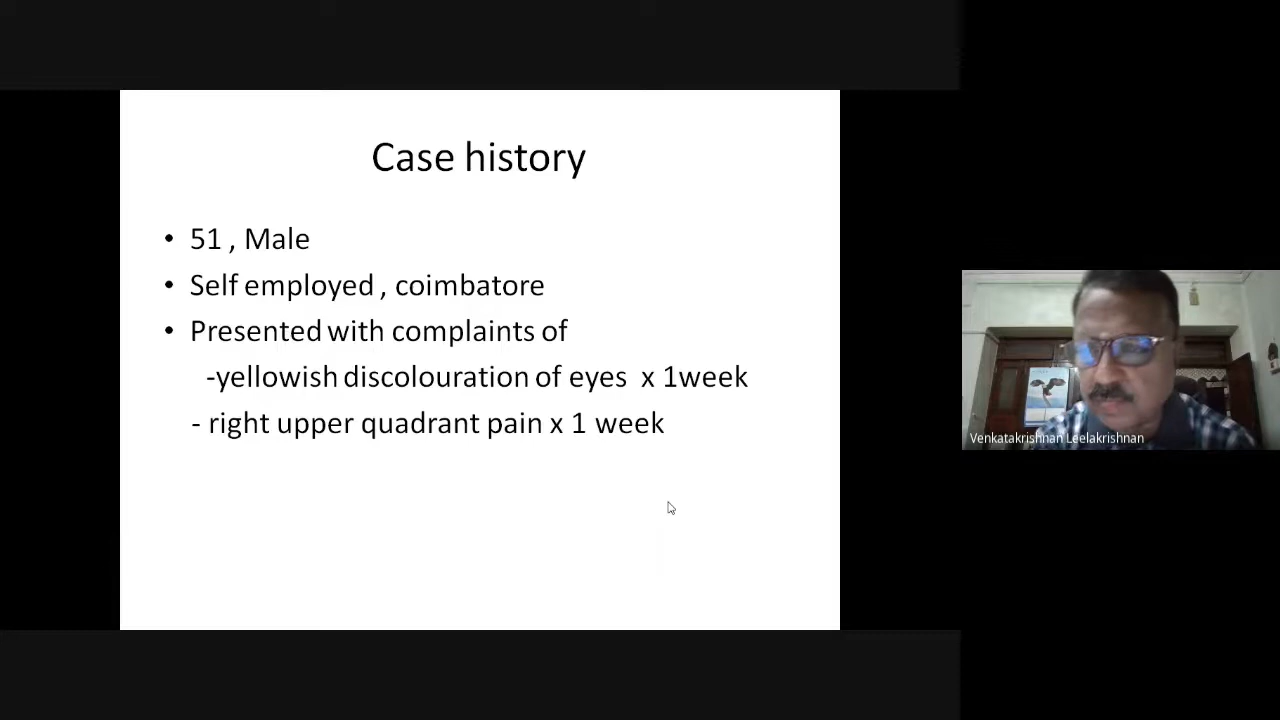 Case history
• 51 , Male
• Self employed , coimbatore
• Presented with complaints of
-yellowish discolouration of eyes x 1week
- right upper quadrant pain x 1 week
Venkatakrishnan Leelakrishnan